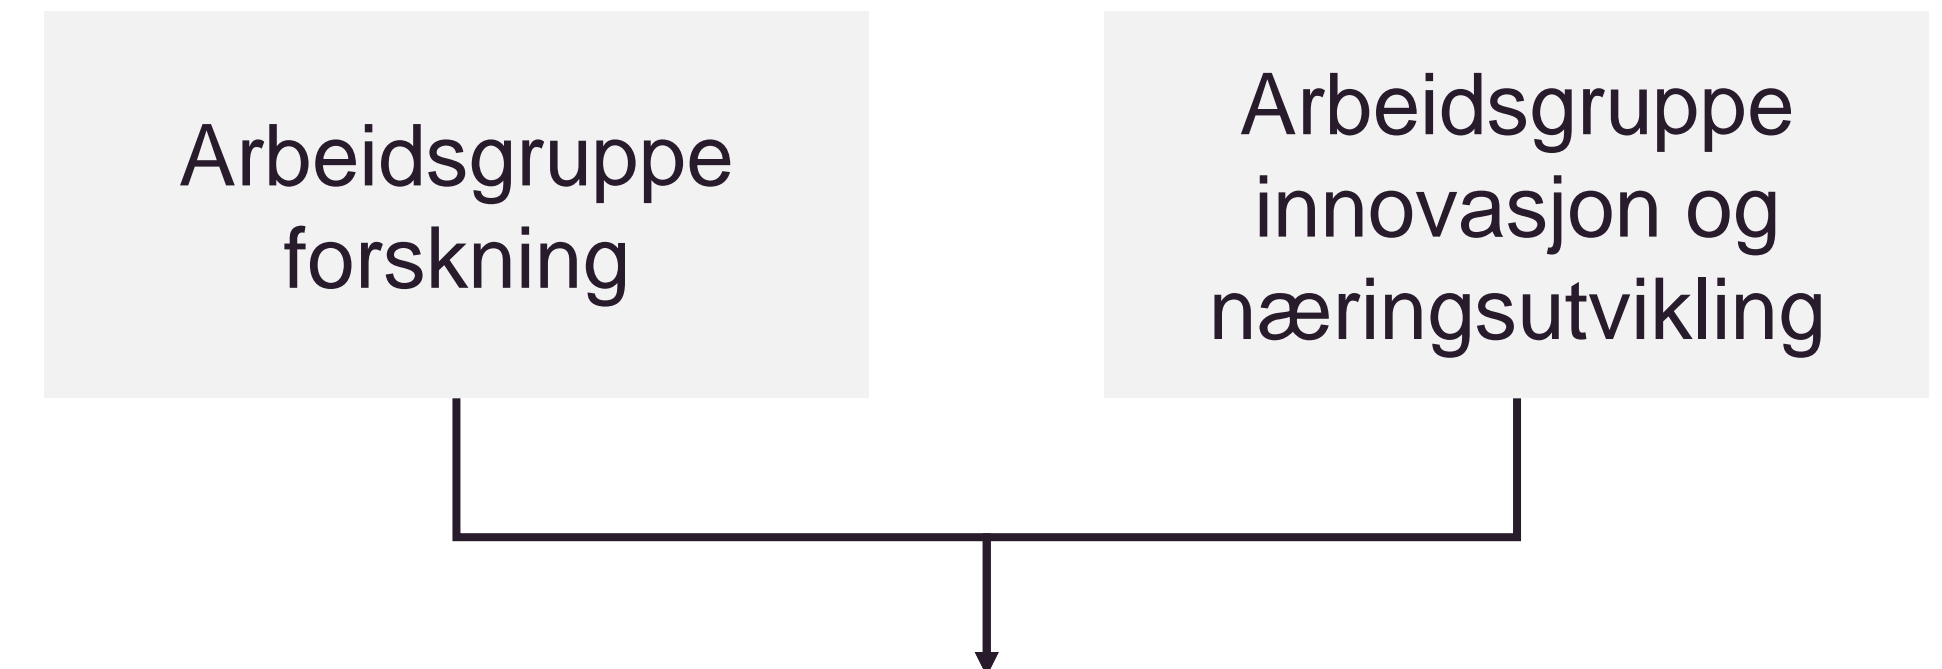 Arbeidsgruppe
forskning
Arbeidsgruppe
innovasjon og
næringsutvikling